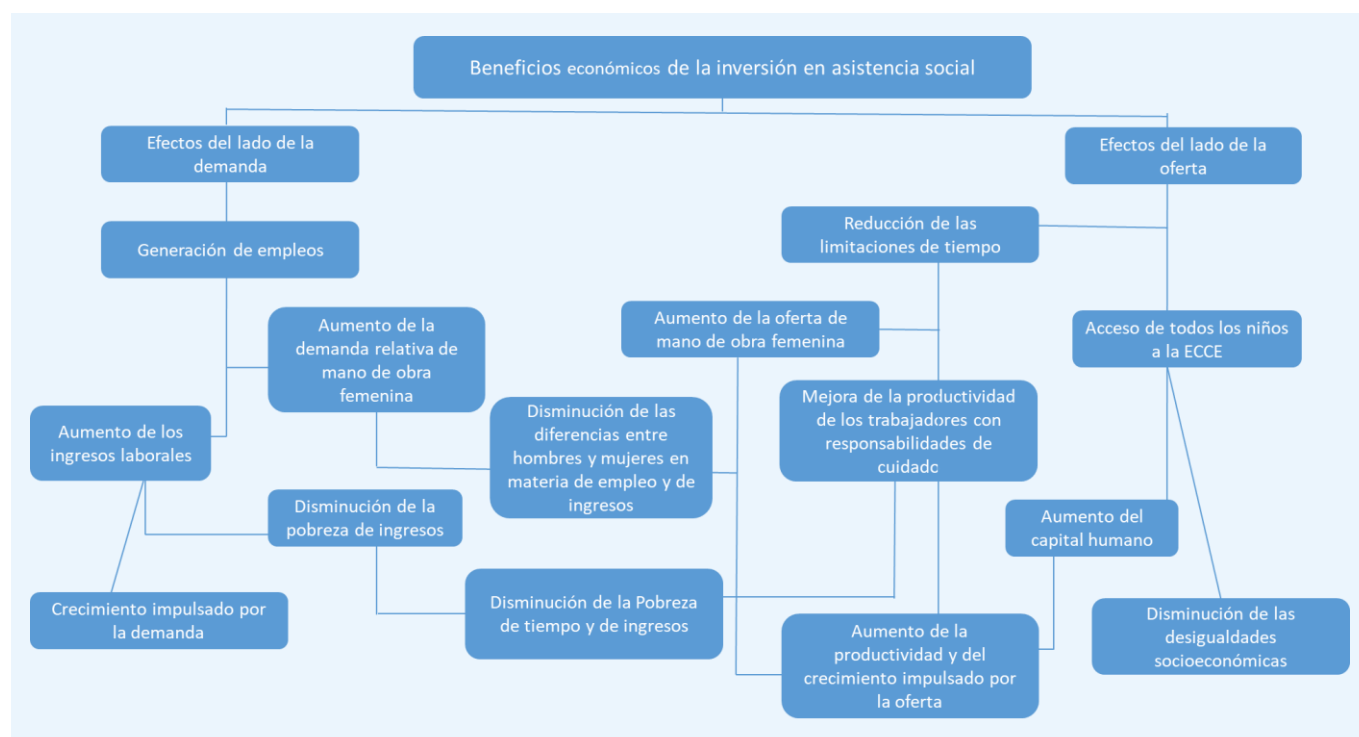 Beneficios económicos de la inversión en asistencia social
Efectos del lado de la
demanda
Efectos del lado de la
oferta
Generación de empleos
Reducción de las
limitaciones de tiempo
Aumento de la
demanda relativa de
mano de obra
femenina
Aumento de la oferta de
mano de obra femenina
Acceso de todos los niños
a la ECCE
Aumento de los
ingresos laborales
Disminución de las
diferencias entre
hombres y mujeres en
materia de empleo y de
ingresos
Mejora de la productividad
de los trabajadores con
responsabilidades de
cuidado
Disminución de la
pobreza de ingresos
Aumento del
capital humano
Crecimiento impulsado por
la demanda
Disminución de la Pobreza
de tiempo y de ingresos
Aumento de la
productividad y del
crecimiento impulsado por
la oferta
Disminución de las
desigualdades
socioeconómicas